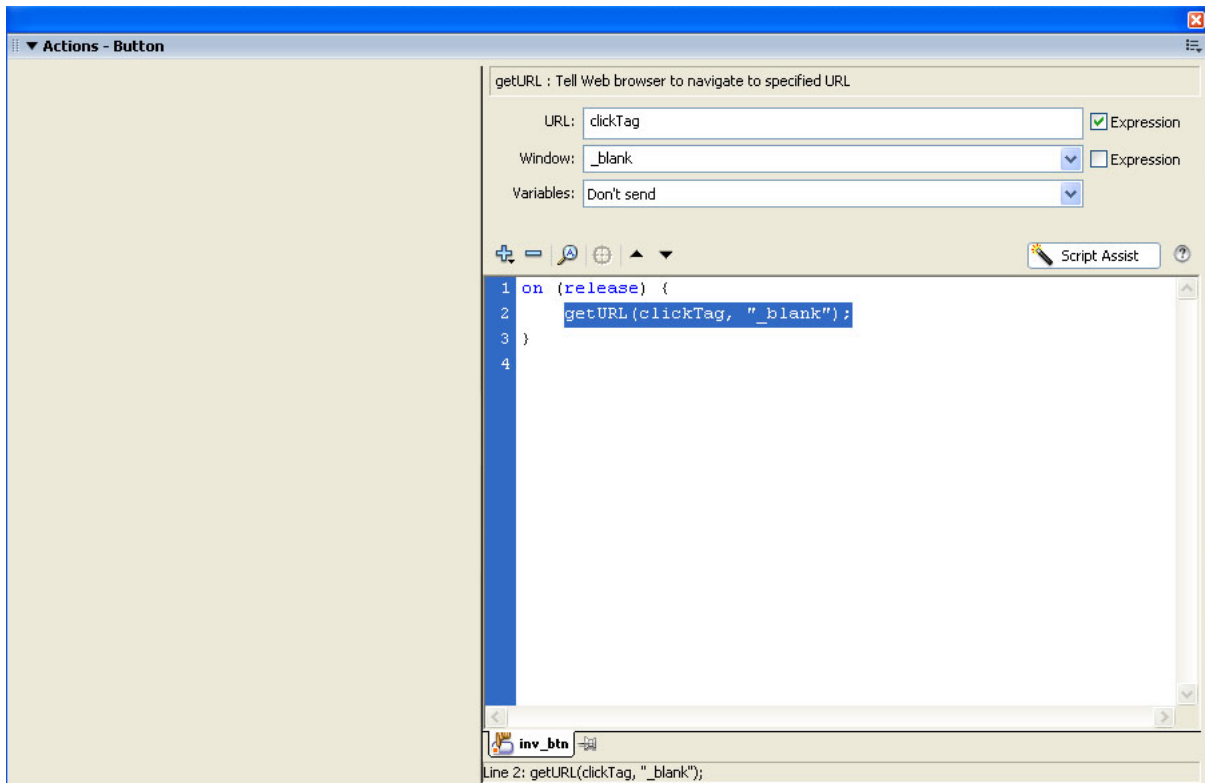 Actions - Button
getURL : Tell Web browser to navigate to specified URL
URL: clickTag Expression
Window: _blank Expression
Variables: Don't send
Script Assist
1 on (release) {
2 getURL(clickTag, "_blank");
3 }
4
inv_btn
Line 2: getURL(clickTag, "_blank");